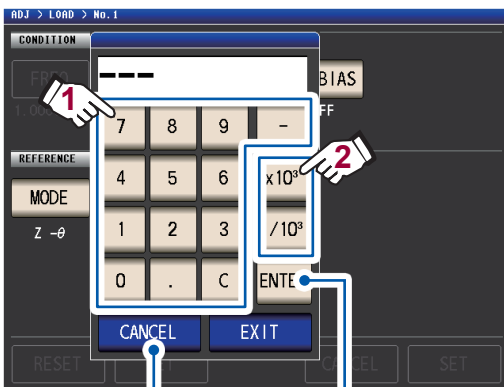 ADJ > LOAD > No.1
CONDITION
---
BIAS
1
FF
7 8 9 -
REFERENCE
2
4 5 6 x10³
MODE
Z -θ
1 2 3 /10³
0 . C ENTE
CANCEL EXIT
RESET SET